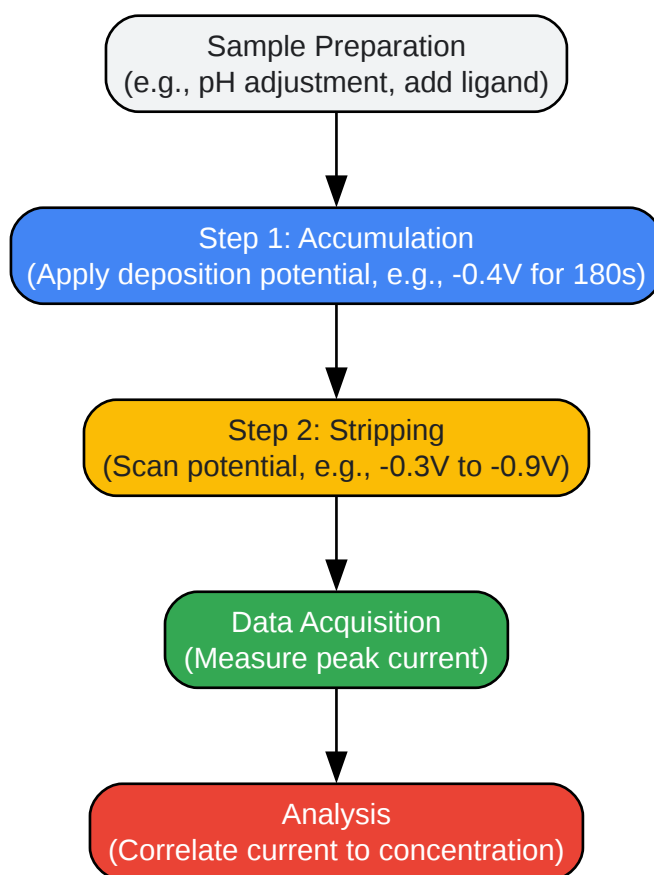 Sample Preparation
(e.g., pH adjustment, add ligand)
Step 1: Accumulation
(Apply deposition potential, e.g., -0.4V for 180s)
Step 2: Stripping
(Scan potential, e.g., -0.3V to -0.9V)
Data Acquisition
(Measure peak current)
Analysis
(Correlate current to concentration)